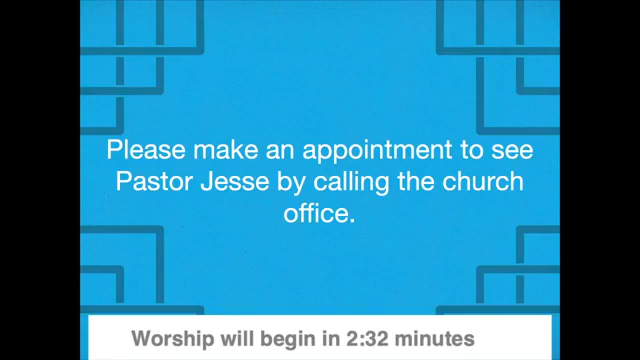 Please make an appointment to see
Pastor Jesse by calling the church
office.
Worship will begin in 2:32 minutes